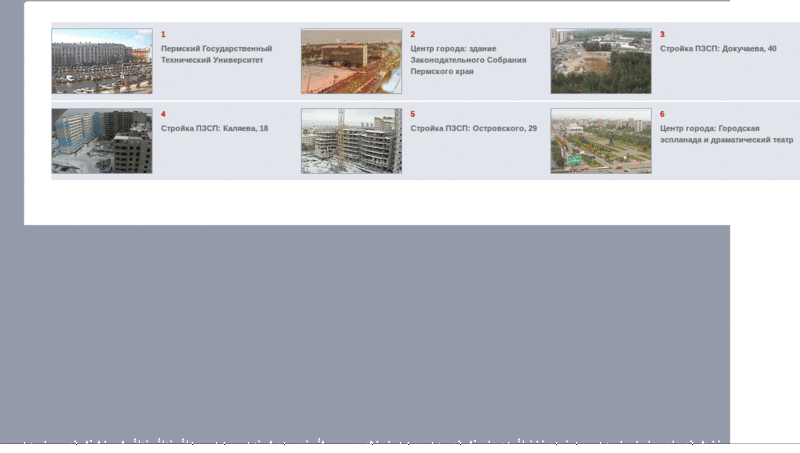 1
Пермский Государственный
Технический Университет
2
Центр города: здание
Законодательного Собрания
Пермского края
3
Стройка ПЗСП: Докучаева, 40
4
Стройка ПЗСП: Каляева, 18
5
Стройка ПЗСП: Островского, 29
6
Центр города: Городская
эспланада и драматический театр